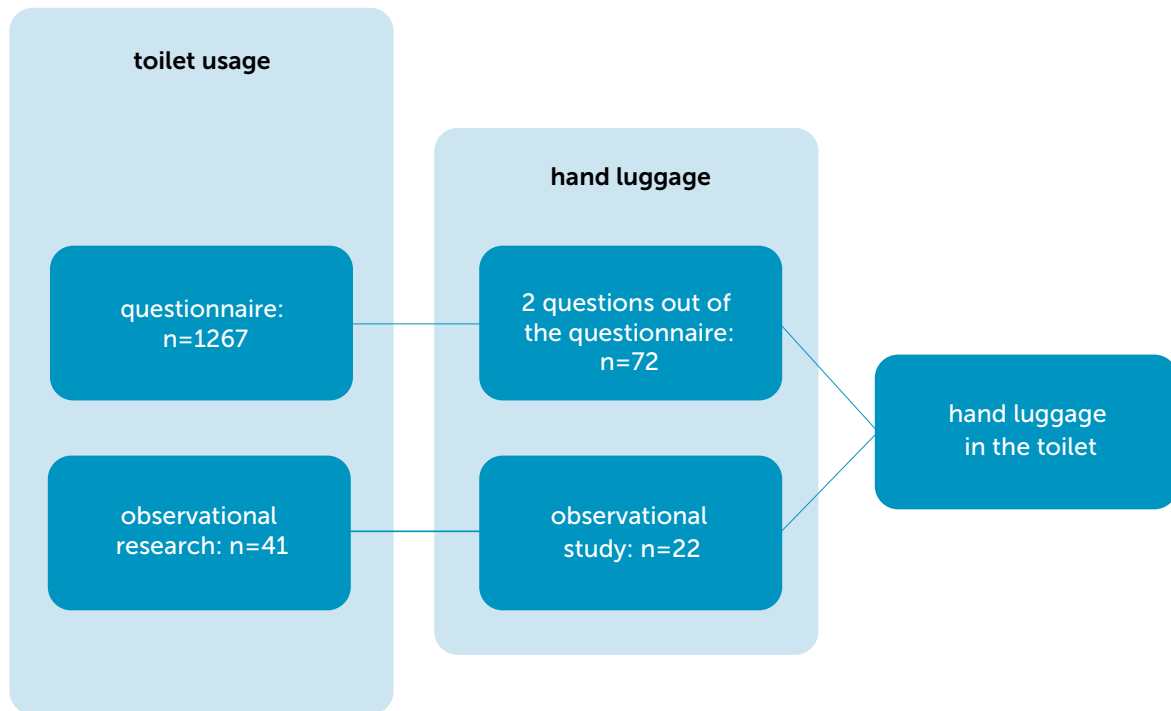 toilet usage
hand luggage
questionnaire:
n=1267
2 questions out of
the questionnaire:
n=72
hand luggage
in the toilet
observational
research: n=41
observational
study: n=22